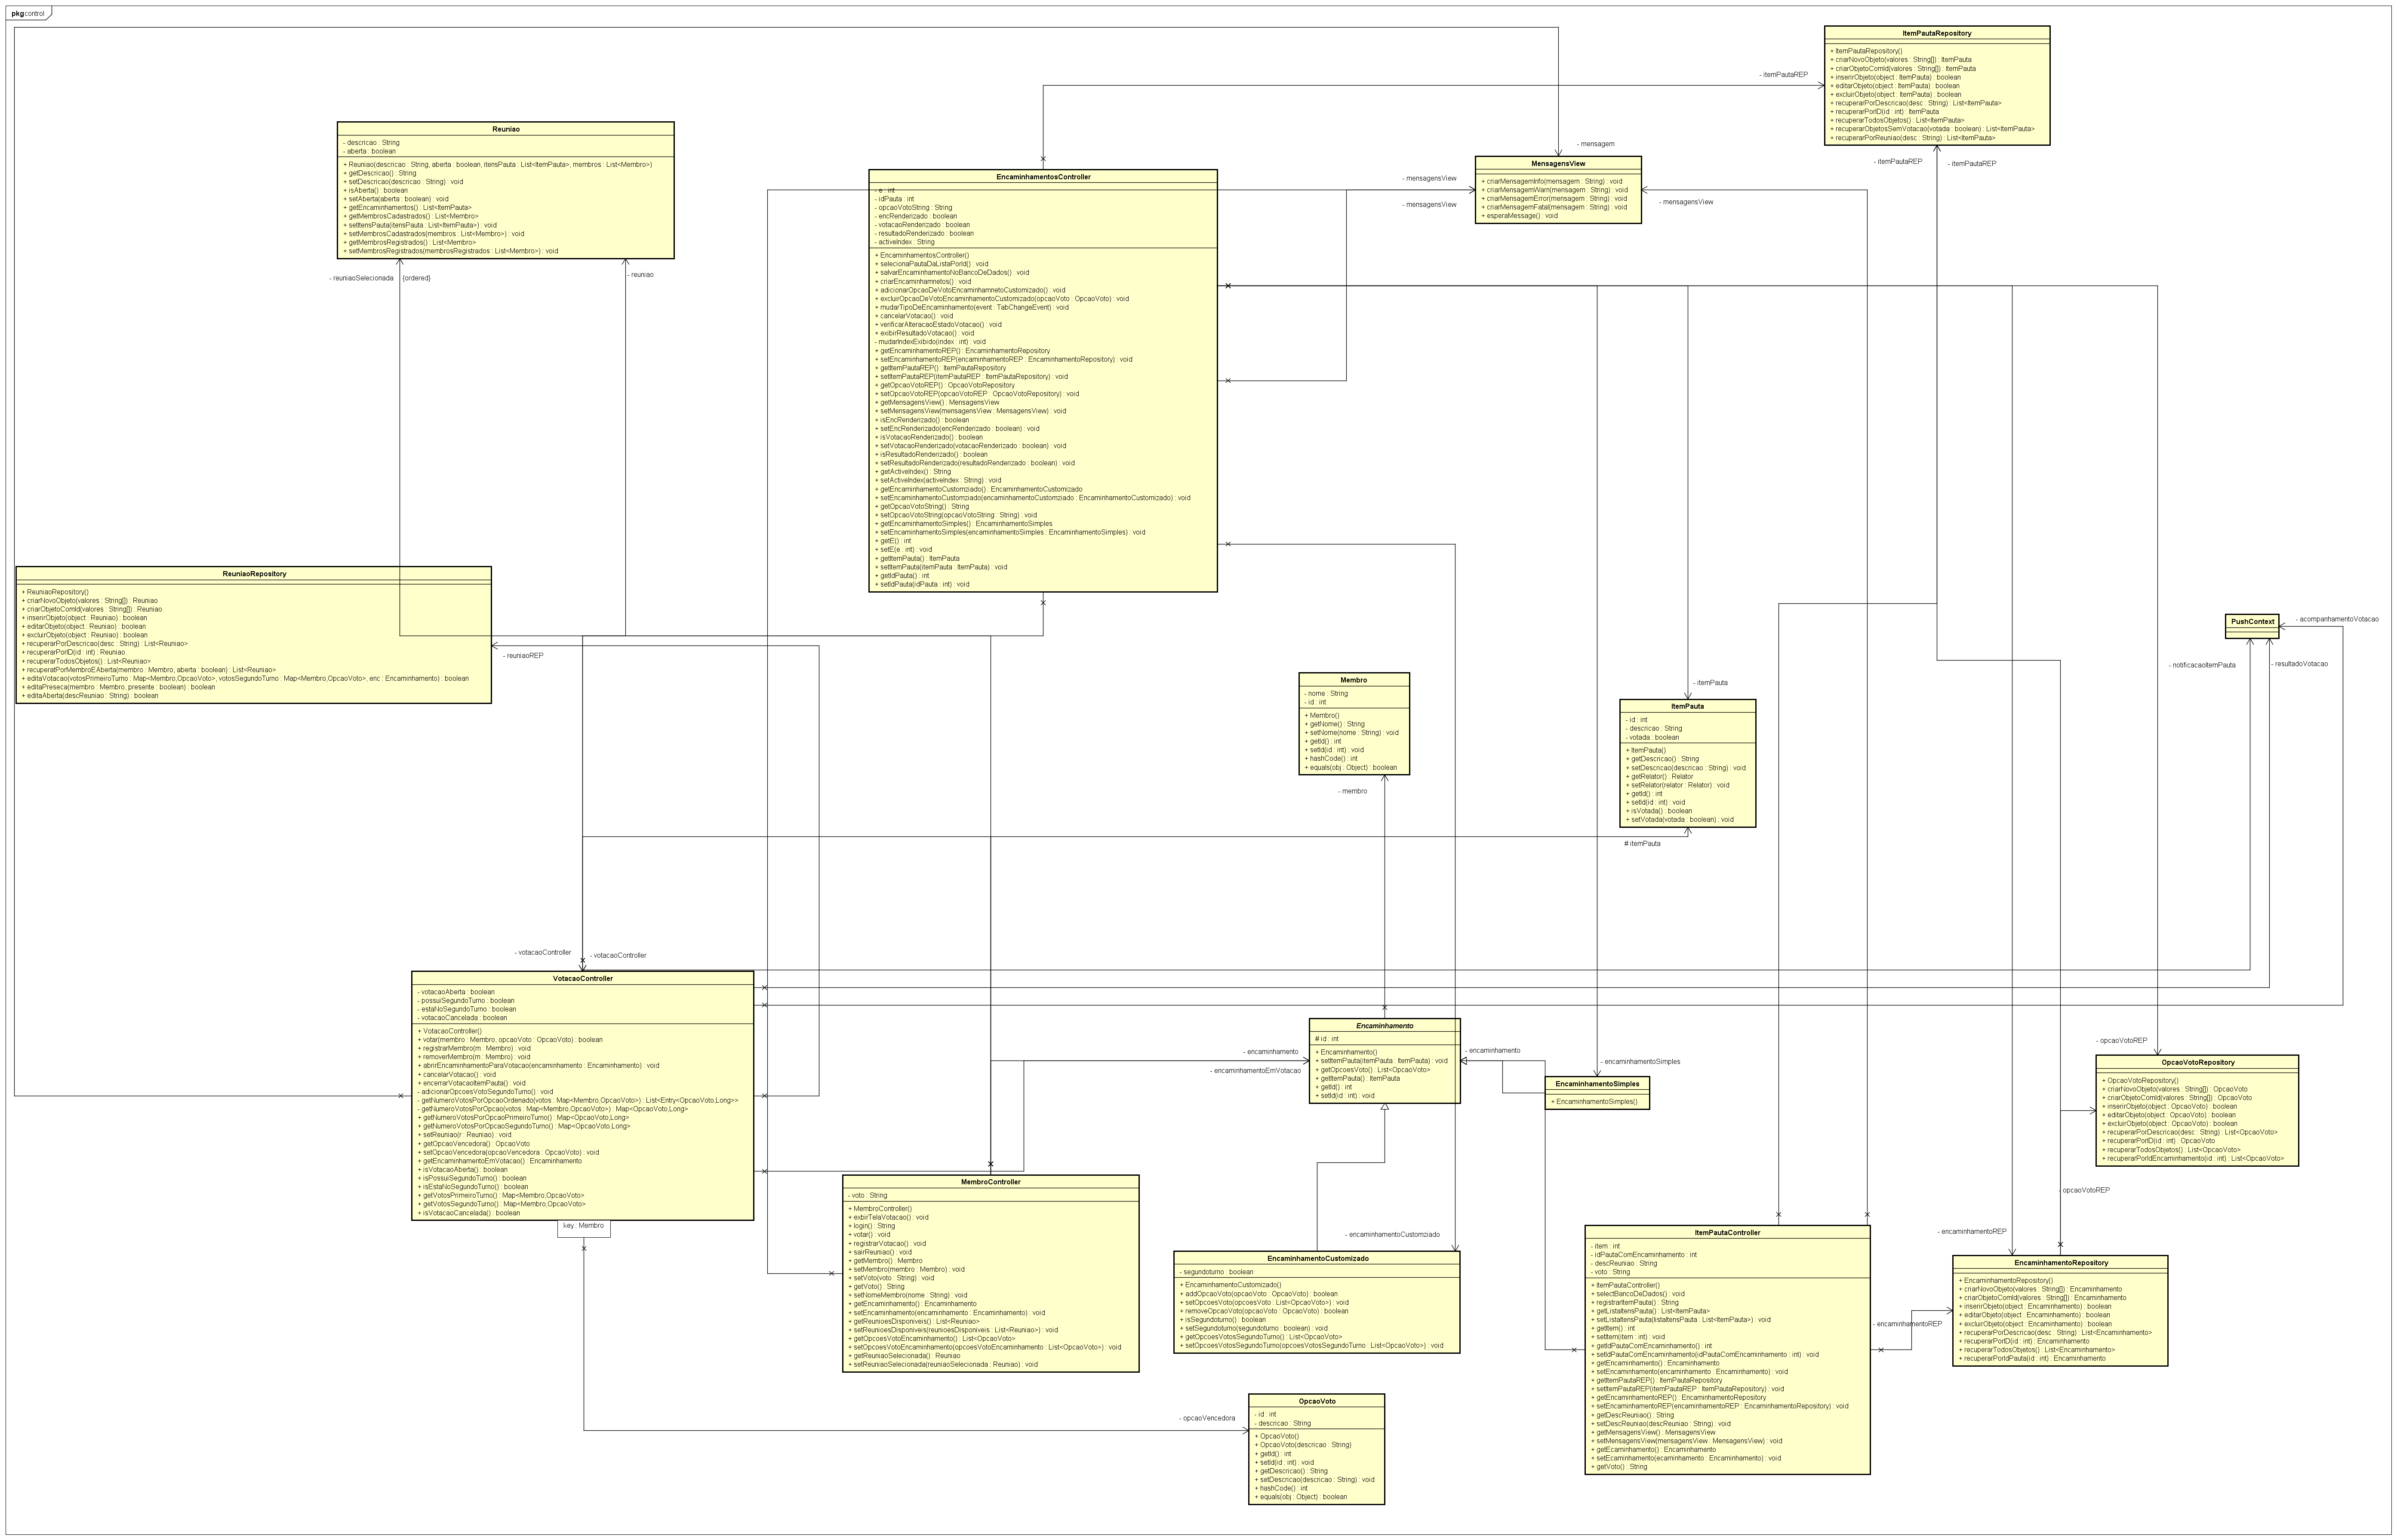 pkg control
ItemPautaRepository
+ ItemPautaRepository()
+ criarNovoObjeto(valores : String[]) : ItemPauta
+ criarObjetoComId(valores : String[]) : ItemPauta
+ inserirObjeto(object : ItemPauta) : boolean
+ editarObjeto(object : ItemPauta) : boolean
+ excluirObjeto(object : ItemPauta) : boolean
+ recuperarPorDescricao(desc : String) : List<ItemPauta>
+ recuperarPorID(id : int) : ItemPauta
+ recuperarTodosObjetos() : List<ItemPauta>
+ recuperarObjetosSemVotacao(votada : boolean) : List<ItemPauta>
+ recuperarPorReuniao(desc : String) : List<ItemPauta>
- itemPautaREP
- itemPautaREP
- itemPautaREP
Reuniao
- descricao : String
- aberta : boolean
+ Reuniao(descricao : String, aberta : boolean, itensPauta : List<ItemPauta>, membros : List<Membro>)
+ getDescricao() : String
+ setDescricao(descricao : String) : void
+ isAberta() : boolean
+ setAberta(aberta : boolean) : void
+ getEncaminhamentos() : List<ItemPauta>
+ getMembrosCadastrados() : List<Membro>
+ setItensPauta(itensPauta : List<ItemPauta>) : void
+ setMembrosCadastrados(membros : List<Membro>) : void
+ getMembrosRegistrados() : List<Membro>
+ setMembrosRegistrados(membrosRegistrados : List<Membro>) : void
- reuniaoSelecionada
{ordered}
- reuniao
- mensagem
MensagensView
+ criarMensagemInfo(mensagem : String) : void
+ criarMensagemWarn(mensagem : String) : void
+ criarMensagemError(mensagem : String) : void
+ criarMensagemFatal(mensagem : String) : void
+ esperaMessage() : void
- mensagensView
- mensagensView
- mensagensView
EncaminhamentosController
- e : int
- idPauta : int
- opcaoVotoString : String
- encRenderizado : boolean
- votacaoRenderizado : boolean
- resultadoRenderizado : boolean
- activeIndex : String
+ EncaminhamentosController()
+ selecionaPautaDaListaPorId() : void
+ salvarEncaminhamentoNoBancoDeDados() : void
+ criarEncaminhamnetos() : void
+ adicionarOpcaoDeVotoEncaminhamnetoCustomizado() : void
+ excluirOpcaoDeVotoEncaminhamentoCustomizado(opcaoVoto : OpcaoVoto) : void
+ mudarTipoDeEncaminhamento(event : TabChangeEvent) : void
+ cancelarVotacao() : void
+ verificarAlteracaoEstadoVotacao() : void
+ exibirResultadoVotacao() : void
- mudarIndexExibido(index : int) : void
+ getEncaminhamentoREP() : EncaminhamentoRepository
+ setEncaminhamentoREP(encaminhamentoREP : EncaminhamentoRepository) : void
+ getItemPautaREP() : ItemPautaRepository
+ setItemPautaREP(itemPautaREP : ItemPautaRepository) : void
+ getOpcaoVotoREP() : OpcaoVotoRepository
+ setOpcaoVotoREP(opcaoVotoREP : OpcaoVotoRepository) : void
+ getMensagensView() : MensagensView
+ setMensagensView(mensagensView : MensagensView) : void
+ isEncRenderizado() : boolean
+ setEncRenderizado(encRenderizado : boolean) : void
+ isVotacaoRenderizado() : boolean
+ setVotacaoRenderizado(votacaoRenderizado : boolean) : void
+ isResultadoRenderizado() : boolean
+ setResultadoRenderizado(resultadoRenderizado : boolean) : void
+ getActiveIndex() : String
+ setActiveIndex(activeIndex : String) : void
+ getEncaminhamentoCustomziado() : EncaminhamentoCustomizado
+ setEncaminhamentoCustomziado(encaminhamentoCustomziado : EncaminhamentoCustomizado) : void
+ getOpcaoVotoString() : String
+ setOpcaoVotoString(opcaoVotoString : String) : void
+ getEncaminhamentoSimples() : EncaminhamentoSimples
+ setEncaminhamentoSimples(encaminhamentoSimples : EncaminhamentoSimples) : void
+ getE() : int
+ setE(e : int) : void
+ getItemPauta() : ItemPauta
+ setItemPauta(itemPauta : ItemPauta) : void
+ getIdPauta() : int
+ setIdPauta(idPauta : int) : void
ReuniaoRepository
+ ReuniaoRepository()
+ criarNovoObjeto(valores : String[]) : Reuniao
+ criarObjetoComId(valores : String[]) : Reuniao
+ inserirObjeto(object : Reuniao) : boolean
+ editarObjeto(object : Reuniao) : boolean
+ excluirObjeto(object : Reuniao) : boolean
+ recuperarPorDescricao(desc : String) : List<Reuniao>
+ recuperarPorID(id : int) : Reuniao
+ recuperarTodosObjetos() : List<Reuniao>
+ recuperatPorMembroEAberta(membro : Membro, aberta : boolean) : List<Reuniao>
+ editaVotacao(votosPrimeiroTurno : Map<Membro,OpcaoVoto>, votosSegundoTurno : Map<Membro,OpcaoVoto>, enc : Encaminhamento) : boolean
+ editaPreseca(membro : Membro, presente : boolean) : boolean
+ editaAberta(descReuniao : String) : boolean
- reuniaoREP
PushContext
- acompanhamentoVotacao
- notificacaoItemPauta
- resultadoVotacao
Membro
- nome : String
- id : int
+ Membro()
+ getNome() : String
+ setNome(nome : String) : void
+ getId() : int
+ setId(id : int) : void
+ hashCode() : int
+ equals(obj : Object) : boolean
- membro
- itemPauta
ItemPauta
- id : int
- descricao : String
- votada : boolean
+ ItemPauta()
+ getDescricao() : String
+ setDescricao(descricao : String) : void
+ getRelator() : Relator
+ setRelator(relator : Relator) : void
+ getId() : int
+ setId(id : int) : void
+ isVotada() : boolean
+ setVotada(votada : boolean) : void
# itemPauta
- votacaoController
- votacaoController
VotacaoController
- votacaoAberta : boolean
- possuiSegundoTurno : boolean
- estaNoSegundoTurno : boolean
- votacaoCancelada : boolean
+ VotacaoController()
+ votar(membro : Membro, opcaoVoto : OpcaoVoto) : boolean
+ registrarMembro(m : Membro) : void
+ removerMembro(m : Membro) : void
+ abrirEncaminhamentoParaVotacao(encaminhamento : Encaminhamento) : void
+ cancelarVotacao() : void
+ encerrarVotacaoItemPauta() : void
- adicionarOpcoesVotoSegundoTurno() : void
- getNumeroVotosPorOpcaoOrdenado(votos : Map<Membro,OpcaoVoto>) : List<Entry<OpcaoVoto,Long>>
- getNumeroVotosPorOpcao(votos : Map<Membro,OpcaoVoto>) : Map<OpcaoVoto,Long>
+ getNumeroVotosPorOpcaoPrimeiroTurno() : Map<OpcaoVoto,Long>
+ getNumeroVotosPorOpcaoSegundoTurno() : Map<OpcaoVoto,Long>
+ setReuniao(r : Reuniao) : void
+ getOpcaoVencedora() : OpcaoVoto
+ setOpcaoVencedora(opcaoVencedora : OpcaoVoto) : void
+ getEncaminhamentoEmVotacao() : Encaminhamento
+ isVotacaoAberta() : boolean
+ isPossuiSegundoTurno() : boolean
+ isEstaNoSegundoTurno() : boolean
+ getVotosPrimeiroTurno() : Map<Membro,OpcaoVoto>
+ getVotosSegundoTurno() : Map<Membro,OpcaoVoto>
+ isVotacaoCancelada() : boolean
key : Membro
Encaminhamento
# id : int
+ Encaminhamento()
+ setItemPauta(itemPauta : ItemPauta) : void
+ getOpcoesVoto() : List<OpcaoVoto>
+ getItemPauta() : ItemPauta
+ getId() : int
+ setId(id : int) : void
- encaminhamento
- encaminhamentoEmVotacao
- encaminhamento
- encaminhamentoSimples
EncaminhamentoSimples
+ EncaminhamentoSimples()
- opcaoVotoREP
OpcaoVotoRepository
+ OpcaoVotoRepository()
+ criarNovoObjeto(valores : String[]) : OpcaoVoto
+ criarObjetoComId(valores : String[]) : OpcaoVoto
+ inserirObjeto(object : OpcaoVoto) : boolean
+ editarObjeto(object : OpcaoVoto) : boolean
+ excluirObjeto(object : OpcaoVoto) : boolean
+ recuperarPorDescricao(desc : String) : List<OpcaoVoto>
+ recuperarPorID(id : int) : OpcaoVoto
+ recuperarTodosObjetos() : List<OpcaoVoto>
+ recuperarPorIdEncaminhamento(id : int) : List<OpcaoVoto>
- opcaoVotoREP
MembroController
- voto : String
+ MembroController()
+ exibirTelaVotacao() : void
+ login() : String
+ votar() : void
+ registrarVotacao() : void
+ sairReuniao() : void
+ getMembro() : Membro
+ setMembro(membro : Membro) : void
+ setVoto(voto : String) : void
+ getVoto() : String
+ setNomeMembro(nome : String) : void
+ getEncaminhamento() : Encaminhamento
+ setEncaminhamento(encaminhamento : Encaminhamento) : void
+ getReunioesDisponiveis() : List<Reuniao>
+ setReunioesDisponiveis(reunioesDisponiveis : List<Reuniao>) : void
+ getOpcoesVotoEncaminhamento() : List<OpcaoVoto>
+ setOpcoesVotoEncaminhamento(opcoesVotoEncaminhamento : List<OpcaoVoto>) : void
+ getReuniaoSelecionada() : Reuniao
+ setReuniaoSelecionada(reuniaoSelecionada : Reuniao) : void
- encaminhamentoCustomziado
EncaminhamentoCustomizado
- segundoturno : boolean
+ EncaminhamentoCustomizado()
+ addOpcaoVoto(opcaoVoto : OpcaoVoto) : boolean
+ setOpcoesVoto(opcoesVoto : List<OpcaoVoto>) : void
+ removeOpcaoVoto(opcaoVoto : OpcaoVoto) : boolean
+ isSegundoturno() : boolean
+ setSegundoturno(segundoturno : boolean) : void
+ getOpcoesVotosSegundoTurno() : List<OpcaoVoto>
+ setOpcoesVotosSegundoTurno(opcoesVotosSegundoTurno : List<OpcaoVoto>) : void
ItemPautaController
- item : int
- idPautaComEncaminhamento : int
- descReuniao : String
- voto : String
+ ItemPautaController()
+ selectBancoDeDados() : void
+ registrarItemPauta() : String
+ getListaItensPauta() : List<ItemPauta>
+ setListaItensPauta(listaItensPauta : List<ItemPauta>) : void
+ getItem() : int
+ setItem(item : int) : void
+ getIdPautaComEncaminhamento() : int
+ setIdPautaComEncaminhamento(idPautaComEncaminhamento : int) : void
+ getEncaminhamento() : Encaminhamento
+ setEncaminhamento(encaminhamento : Encaminhamento) : void
+ getItemPautaREP() : ItemPautaRepository
+ setItemPautaREP(itemPautaREP : ItemPautaRepository) : void
+ getEncaminhamentoREP() : EncaminhamentoRepository
+ setEncaminhamentoREP(encaminhamentoREP : EncaminhamentoRepository) : void
+ getDescReuniao() : String
+ setDescReuniao(descReuniao : String) : void
+ getMensagensView() : MensagensView
+ setMensagensView(mensagensView : MensagensView) : void
+ getEcaminhamento() : Encaminhamento
+ setEcaminhamento(ecaminhamento : Encaminhamento) : void
+ getVoto() : String
- encaminhamentoREP
- encaminhamentoREP
EncaminhamentoRepository
+ EncaminhamentoRepository()
+ criarNovoObjeto(valores : String[]) : Encaminhamento
+ criarObjetoComId(valores : String[]) : Encaminhamento
+ inserirObjeto(object : Encaminhamento) : boolean
+ editarObjeto(object : Encaminhamento) : boolean
+ excluirObjeto(object : Encaminhamento) : boolean
+ recuperarPorDescricao(desc : String) : List<Encaminhamento>
+ recuperarPorID(id : int) : Encaminhamento
+ recuperarTodosObjetos() : List<Encaminhamento>
+ recuperarPorIdPauta(id : int) : Encaminhamento
- opcaoVencedora
OpcaoVoto
- id : int
- descricao : String
+ OpcaoVoto()
+ OpcaoVoto(descricao : String)
+ getId() : int
+ setId(id : int) : void
+ getDescricao() : String
+ setDescricao(descricao : String) : void
+ hashCode() : int
+ equals(obj : Object) : boolean